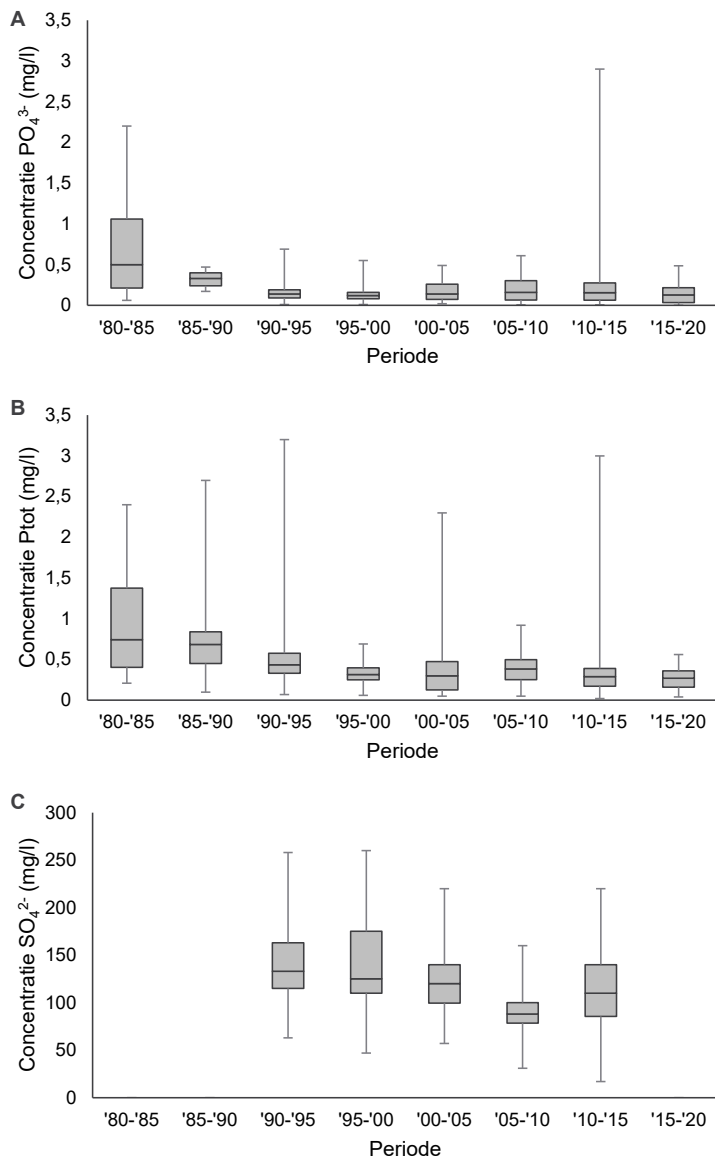 A
Concentratie PO₄³⁻ (mg/l)
3,5
3
2,5
2
1,5
1
0,5
0
'80-'85 '85-'90 '90-'95 '95-'00 '00-'05 '05-'10 '10-'15 '15-'20
Periode
B
Concentratie Ptot (mg/l)
3,5
3
2,5
2
1,5
1
0,5
0
'80-'85 '85-'90 '90-'95 '95-'00 '00-'05 '05-'10 '10-'15 '15-'20
Periode
C
Concentratie SO₄²⁻ (mg/l)
300
250
200
150
100
50
0
'80-'85 '85-'90 '90-'95 '95-'00 '00-'05 '05-'10 '10-'15 '15-'20
Periode